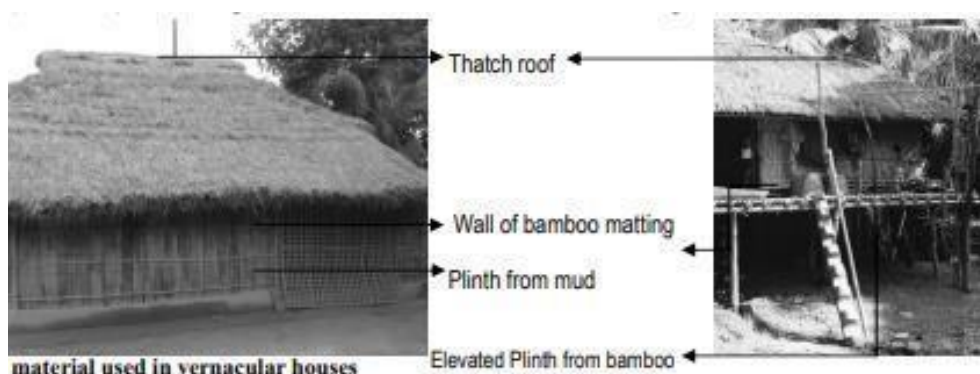 Thatch roof
Wall of bamboo matting
Plinth from mud
Elevated Plinth from bamboo
material used in vernacular houses